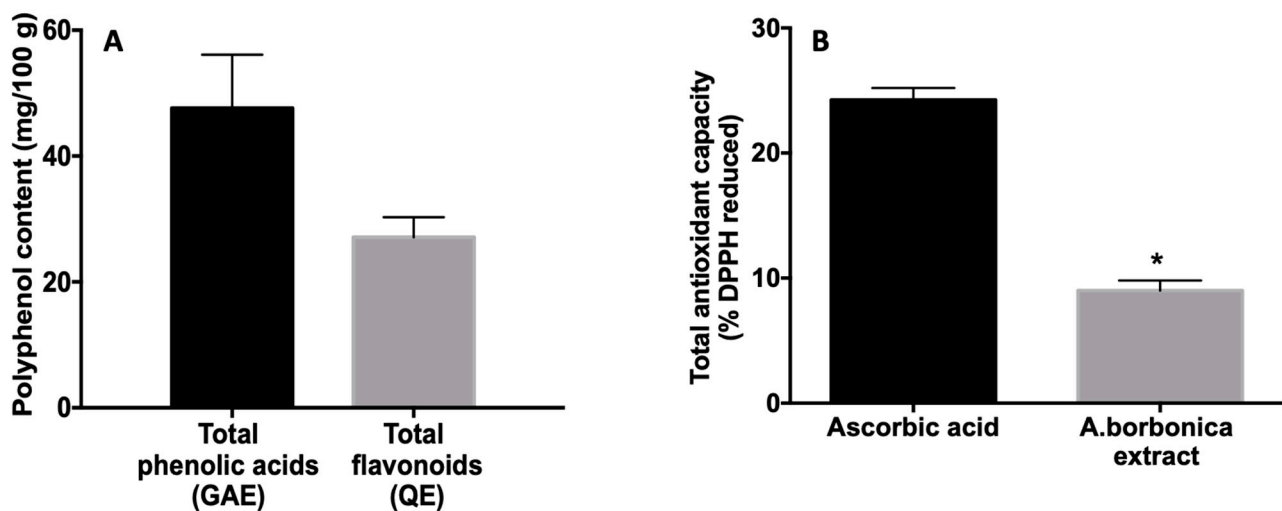 A
Polyphenol content (mg/100 g)
60
40
20
0
Total
phenolic acids
(GAE)
Total
flavonoids
(QE)
B
Total antioxidant capacity
(% DPPH reduced)
30
20
10
0
*
Ascorbic acid
A.borbonica
extract